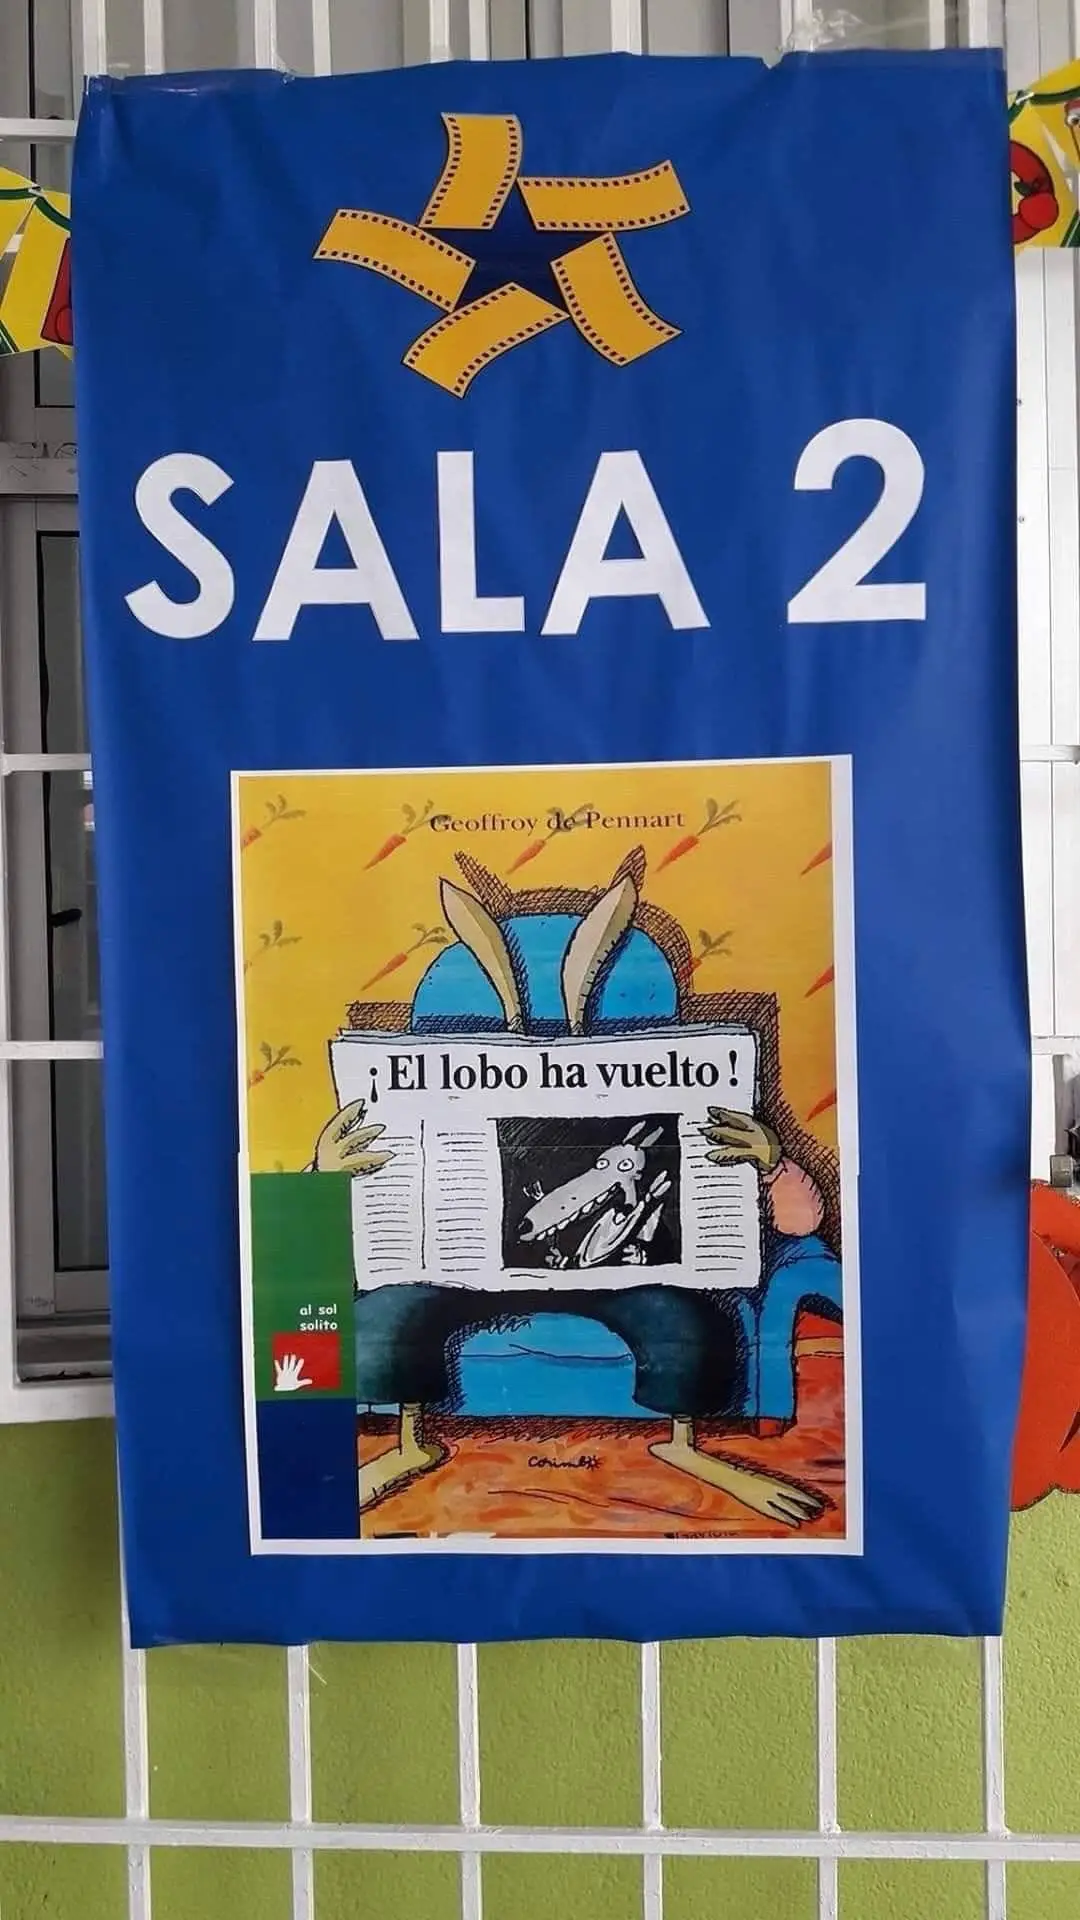 SALA 2
Geoffroy de Pennart
¡El lobo ha vuelto!
al sol
solito
Corimbo